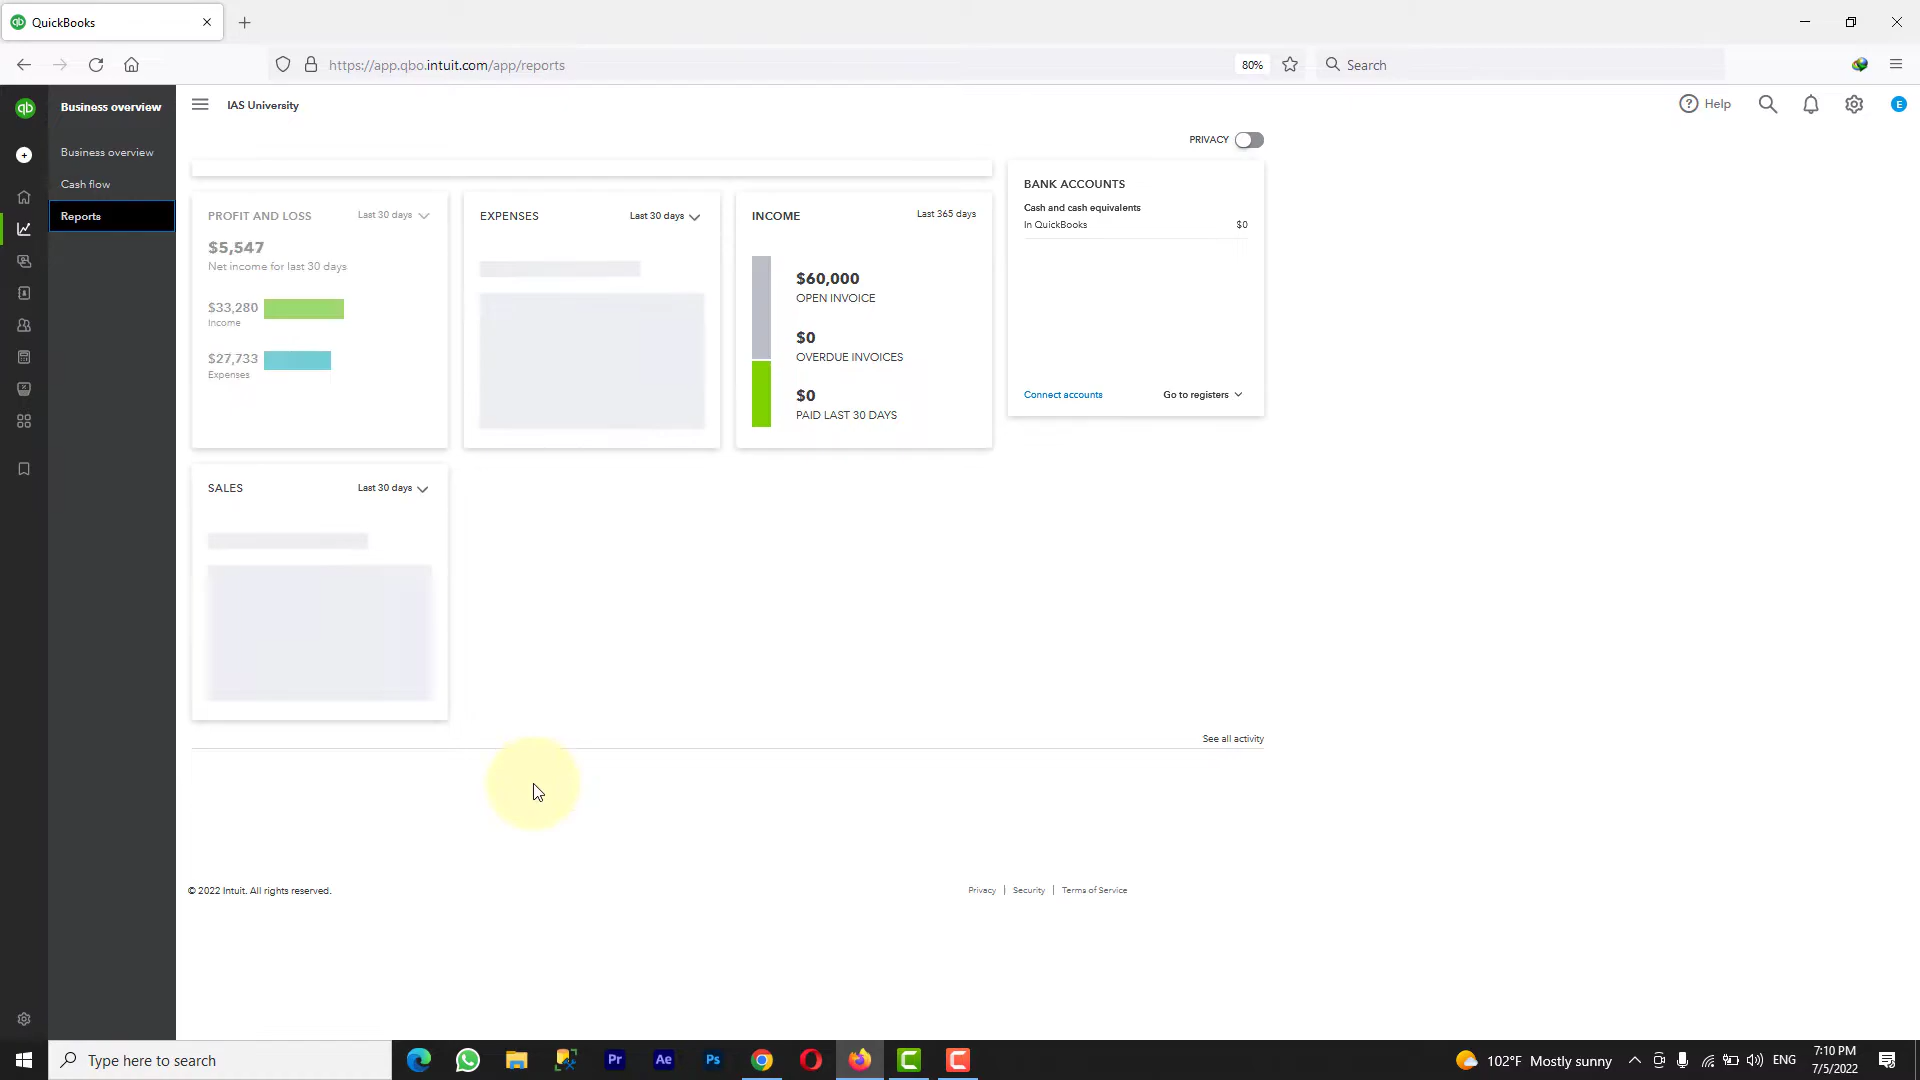 QuickBooks
https://app.qbo.intuit.com/app/reports
80%
Search
qb
Business overview
Business overview
Cash flow
Reports
IAS University
Help
E
PRIVACY
PROFIT AND LOSS
Last 30 days
$5,547
Net income for last 30 days
$33,280
Income
$27,733
Expenses
EXPENSES
Last 30 days
INCOME
Last 365 days
$60,000
OPEN INVOICE
$0
OVERDUE INVOICES
$0
PAID LAST 30 DAYS
BANK ACCOUNTS
Cash and cash equivalents
In QuickBooks
$0
Connect accounts
Go to registers
SALES
Last 30 days
See all activity
© 2022 Intuit. All rights reserved.
Privacy | Security | Terms of Service
Type here to search
Pr
Ae
Ps
102°F Mostly sunny
ENG
7:10 PM
7/5/2022